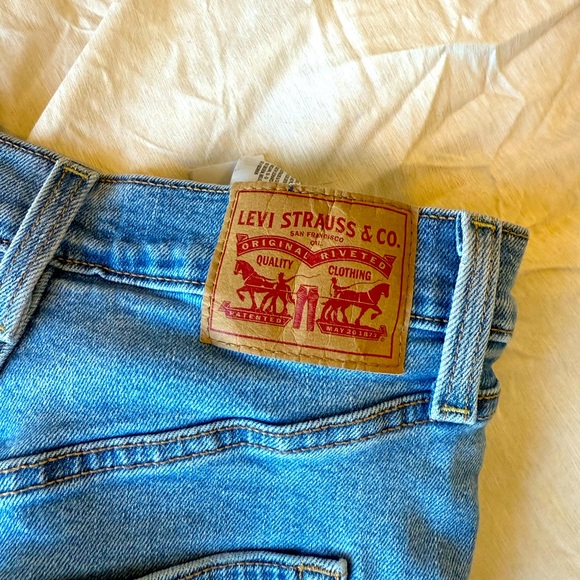 LEVI STRAUSS & CO.
SAN FRANCISCO
CAL.
ORIGINAL RIVETED
QUALITY CLOTHING
PATENTED MAY 20 1873